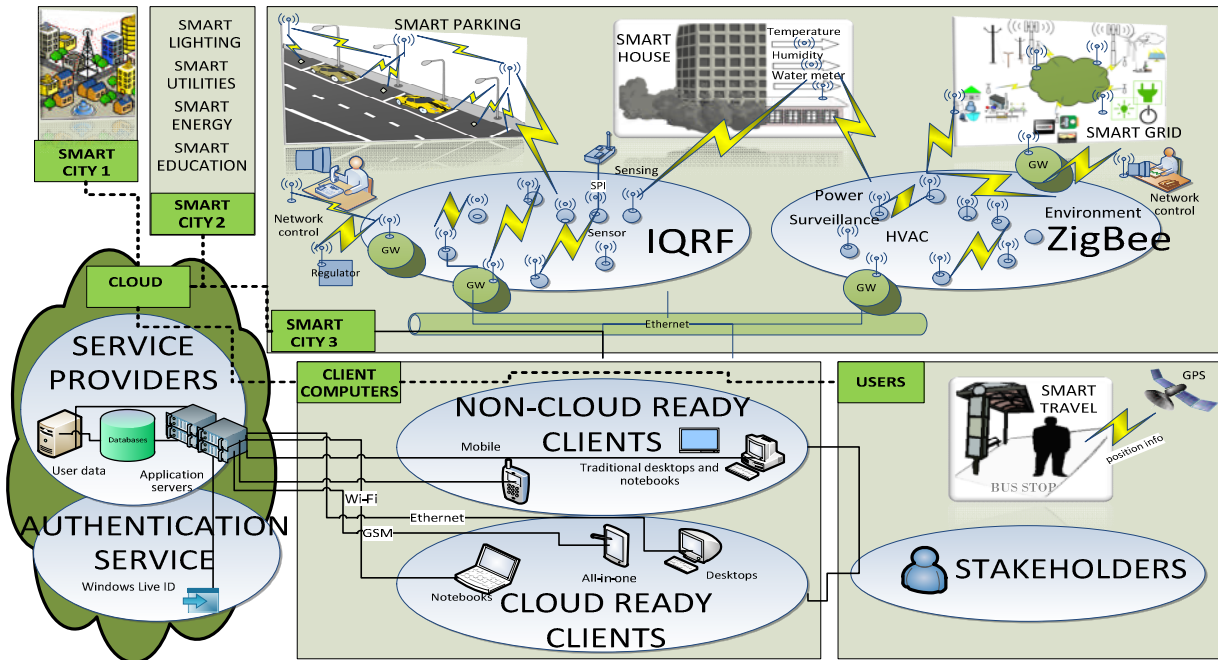 SMART
CITY 1
SMART
LIGHTING
SMART
UTILITIES
SMART
ENERGY
SMART
EDUCATION
SMART
CITY 2
SMART PARKING
SMART
HOUSE
Temperature
Humidity
Water meter
SMART GRID
GW
Network
control
Sensing
SPI
Sensor
IQRF
Network
control
GW
Regulator
GW
Power
Surveillance
HVAC
Environment
ZigBee
GW
Ethernet
SMART
CITY 3
CLOUD
SERVICE
PROVIDERS
User data
Databases
Application
servers
AUTHENTICATION
SERVICE
Windows Live ID
CLIENT
COMPUTERS
NON-CLOUD READY
CLIENTS
Mobile
Traditional desktops and
notebooks
Wi-Fi
Ethernet
GSM
Notebooks
All-in-one
Desktops
CLOUD READY
CLIENTS
USERS
SMART
TRAVEL
BUS STOP
GPS
position info
STAKEHOLDERS